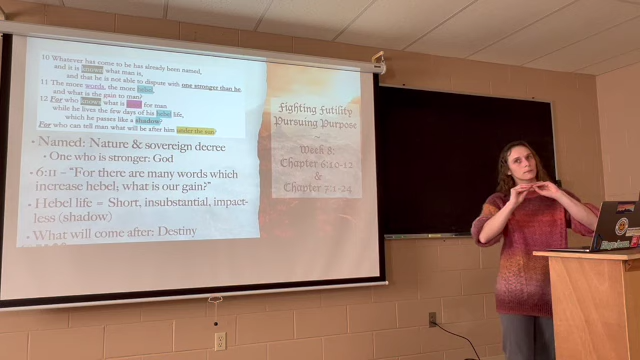 10 Whatever has come to be has already been named,
and it is known what man is,
and that he is not able to dispute with one stronger than he.
11 The more words, the more hebel,
and what is the gain to man?
12 For who knows what is good for man
while he lives the few days of his hebel life,
which he passes like a shadow?
For who can tell man what will be after him under the sun?
• Named: Nature & sovereign decree
• One who is stronger: God
• 6:11 – “For there are many words which
increase hebel; what is our gain?”
• Hebel life = Short, insubstantial, impact-
less (shadow)
• What will come after: Destiny
Fighting Futility
Pursuing Purpose
~
Week 8:
Chapter 6:10-12
&
Chapter 7:1-24